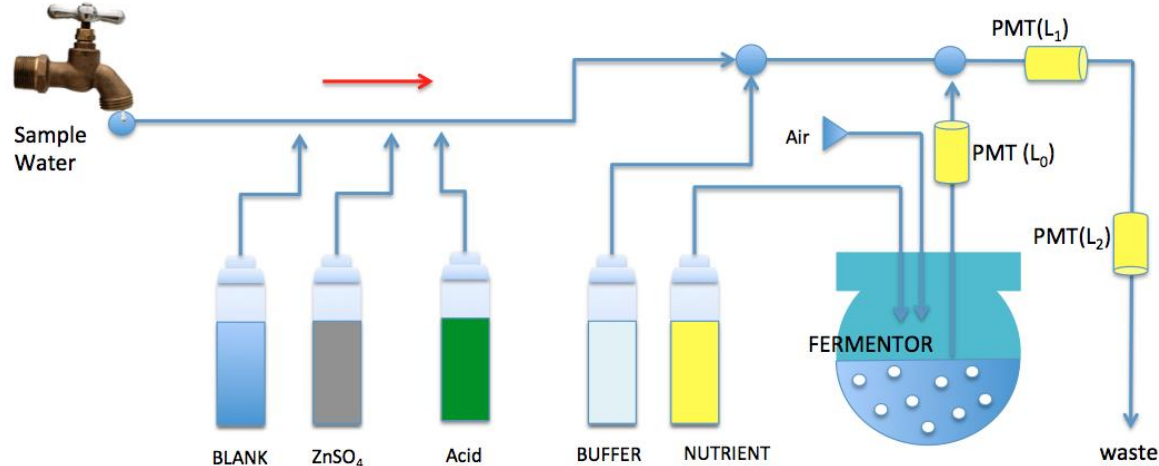 PMT(L₁)
Sample
Water
Air
PMT (L₀)
PMT(L₂)
FERMENTOR
BLANK
ZnSO₄
Acid
BUFFER
NUTRIENT
waste